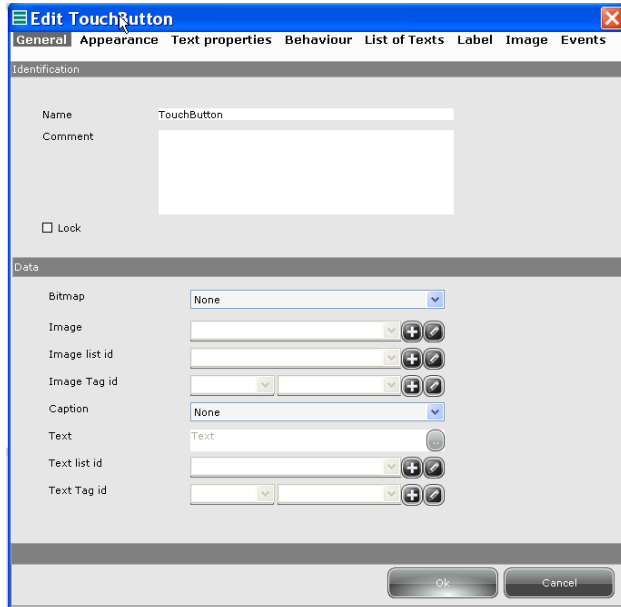 Edit TouchButton
General Appearance Text properties Behaviour List of Texts Label Image Events
Identification
Name TouchButton
Comment
Lock
Data
Bitmap None
Image
Image list id
Image Tag id
Caption None
Text Text ..
Text list id
Text Tag id
Ok Cancel